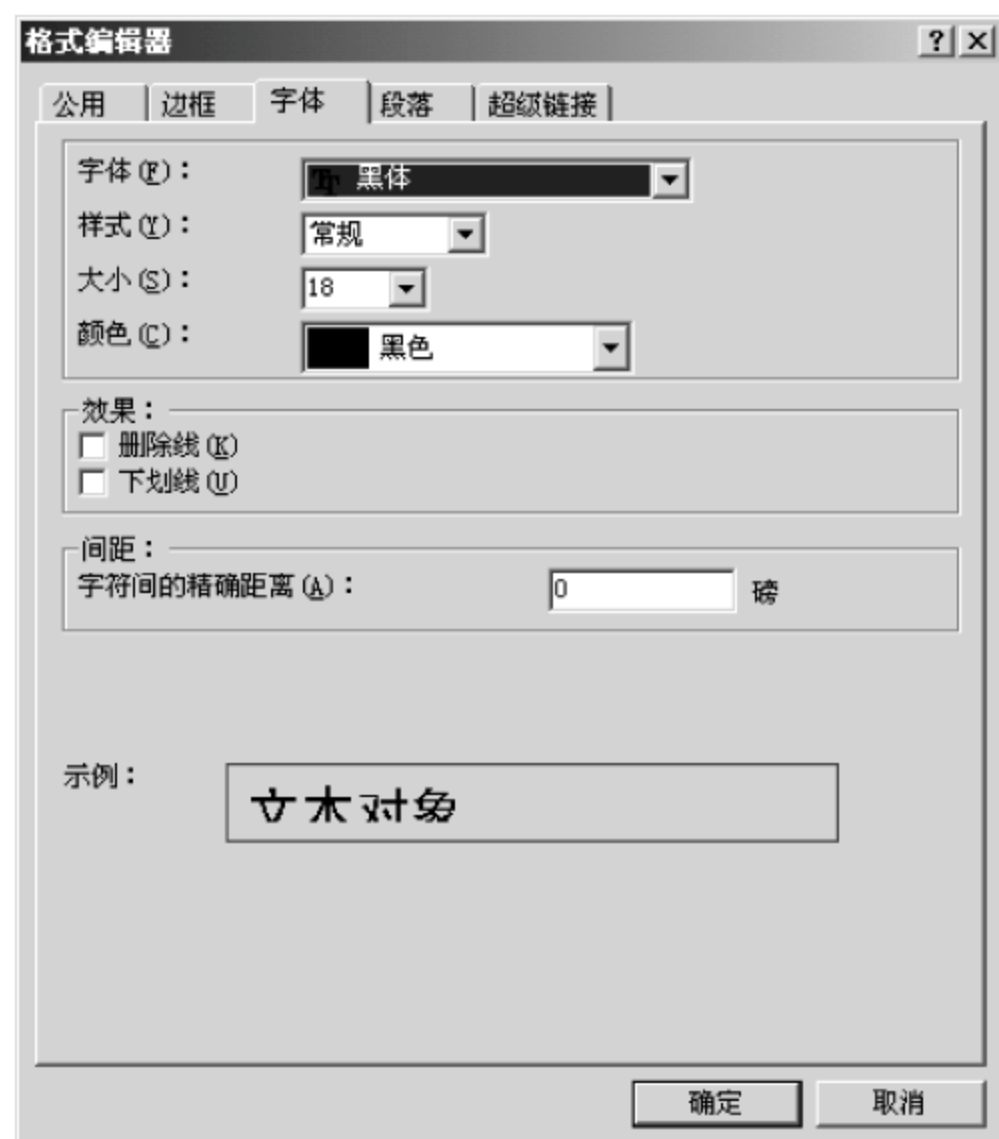 格式编辑器
公用 边框 字体 段落 超级链接
字体(F)： 黑体
样式(Y)： 常规
大小(S)： 18
颜色(C)： 黑色
效果：
删除线(K)
下划线(U)
间距：
字符间的精确距离(A)： 0 磅
示例： 文本对象
确定 取消